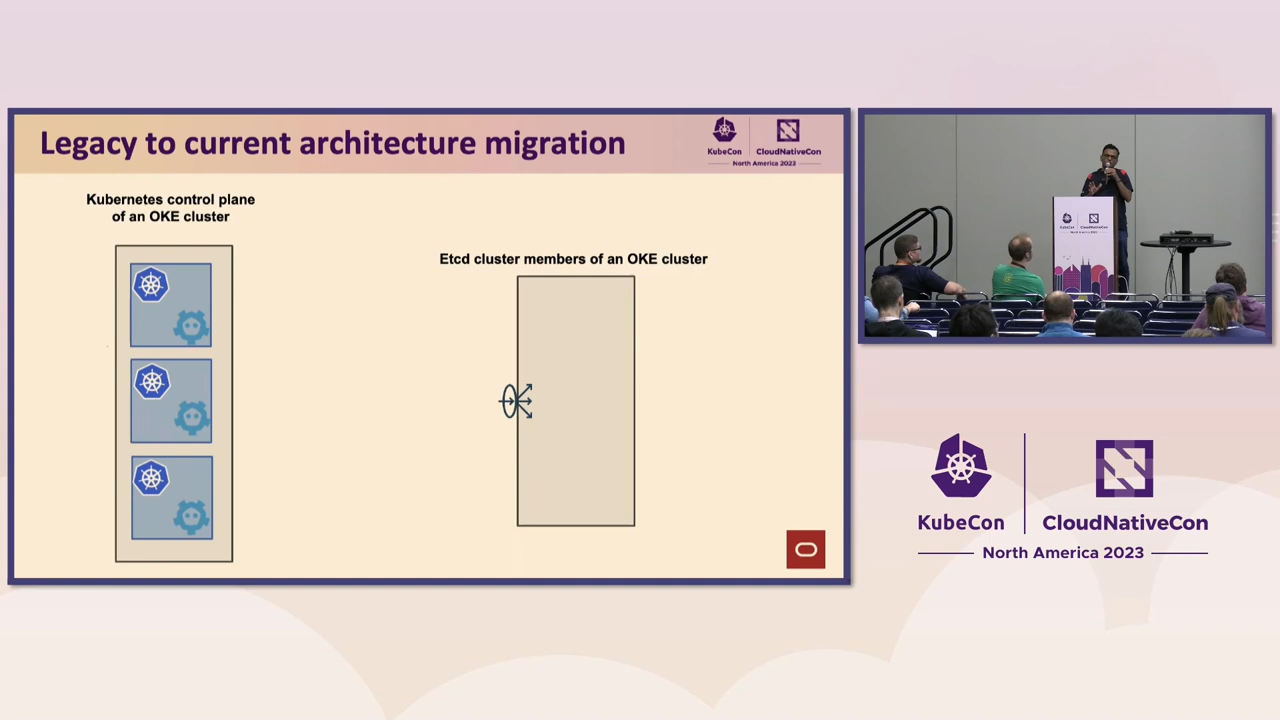 Legacy to current architecture migration
KubeCon
CloudNativeCon
North America 2023
Kubernetes control plane
of an OKE cluster
Etcd cluster members of an OKE cluster
KubeCon
CloudNativeCon
North America 2023